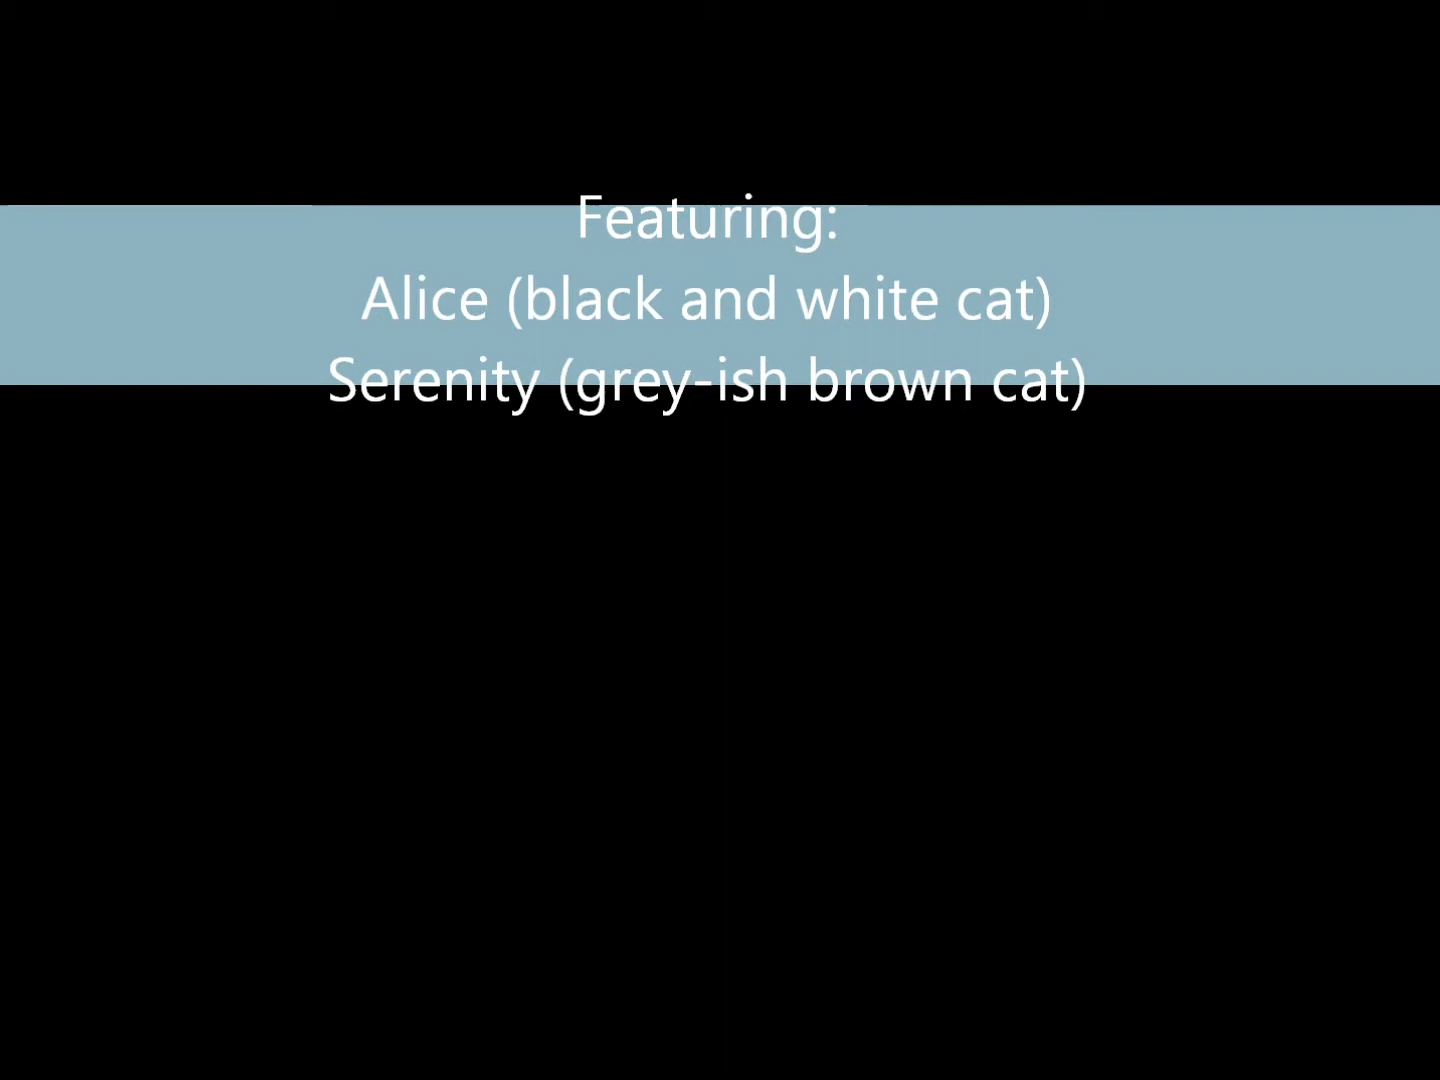 Featuring:
Alice (black and white cat)
Serenity (grey-ish brown cat)